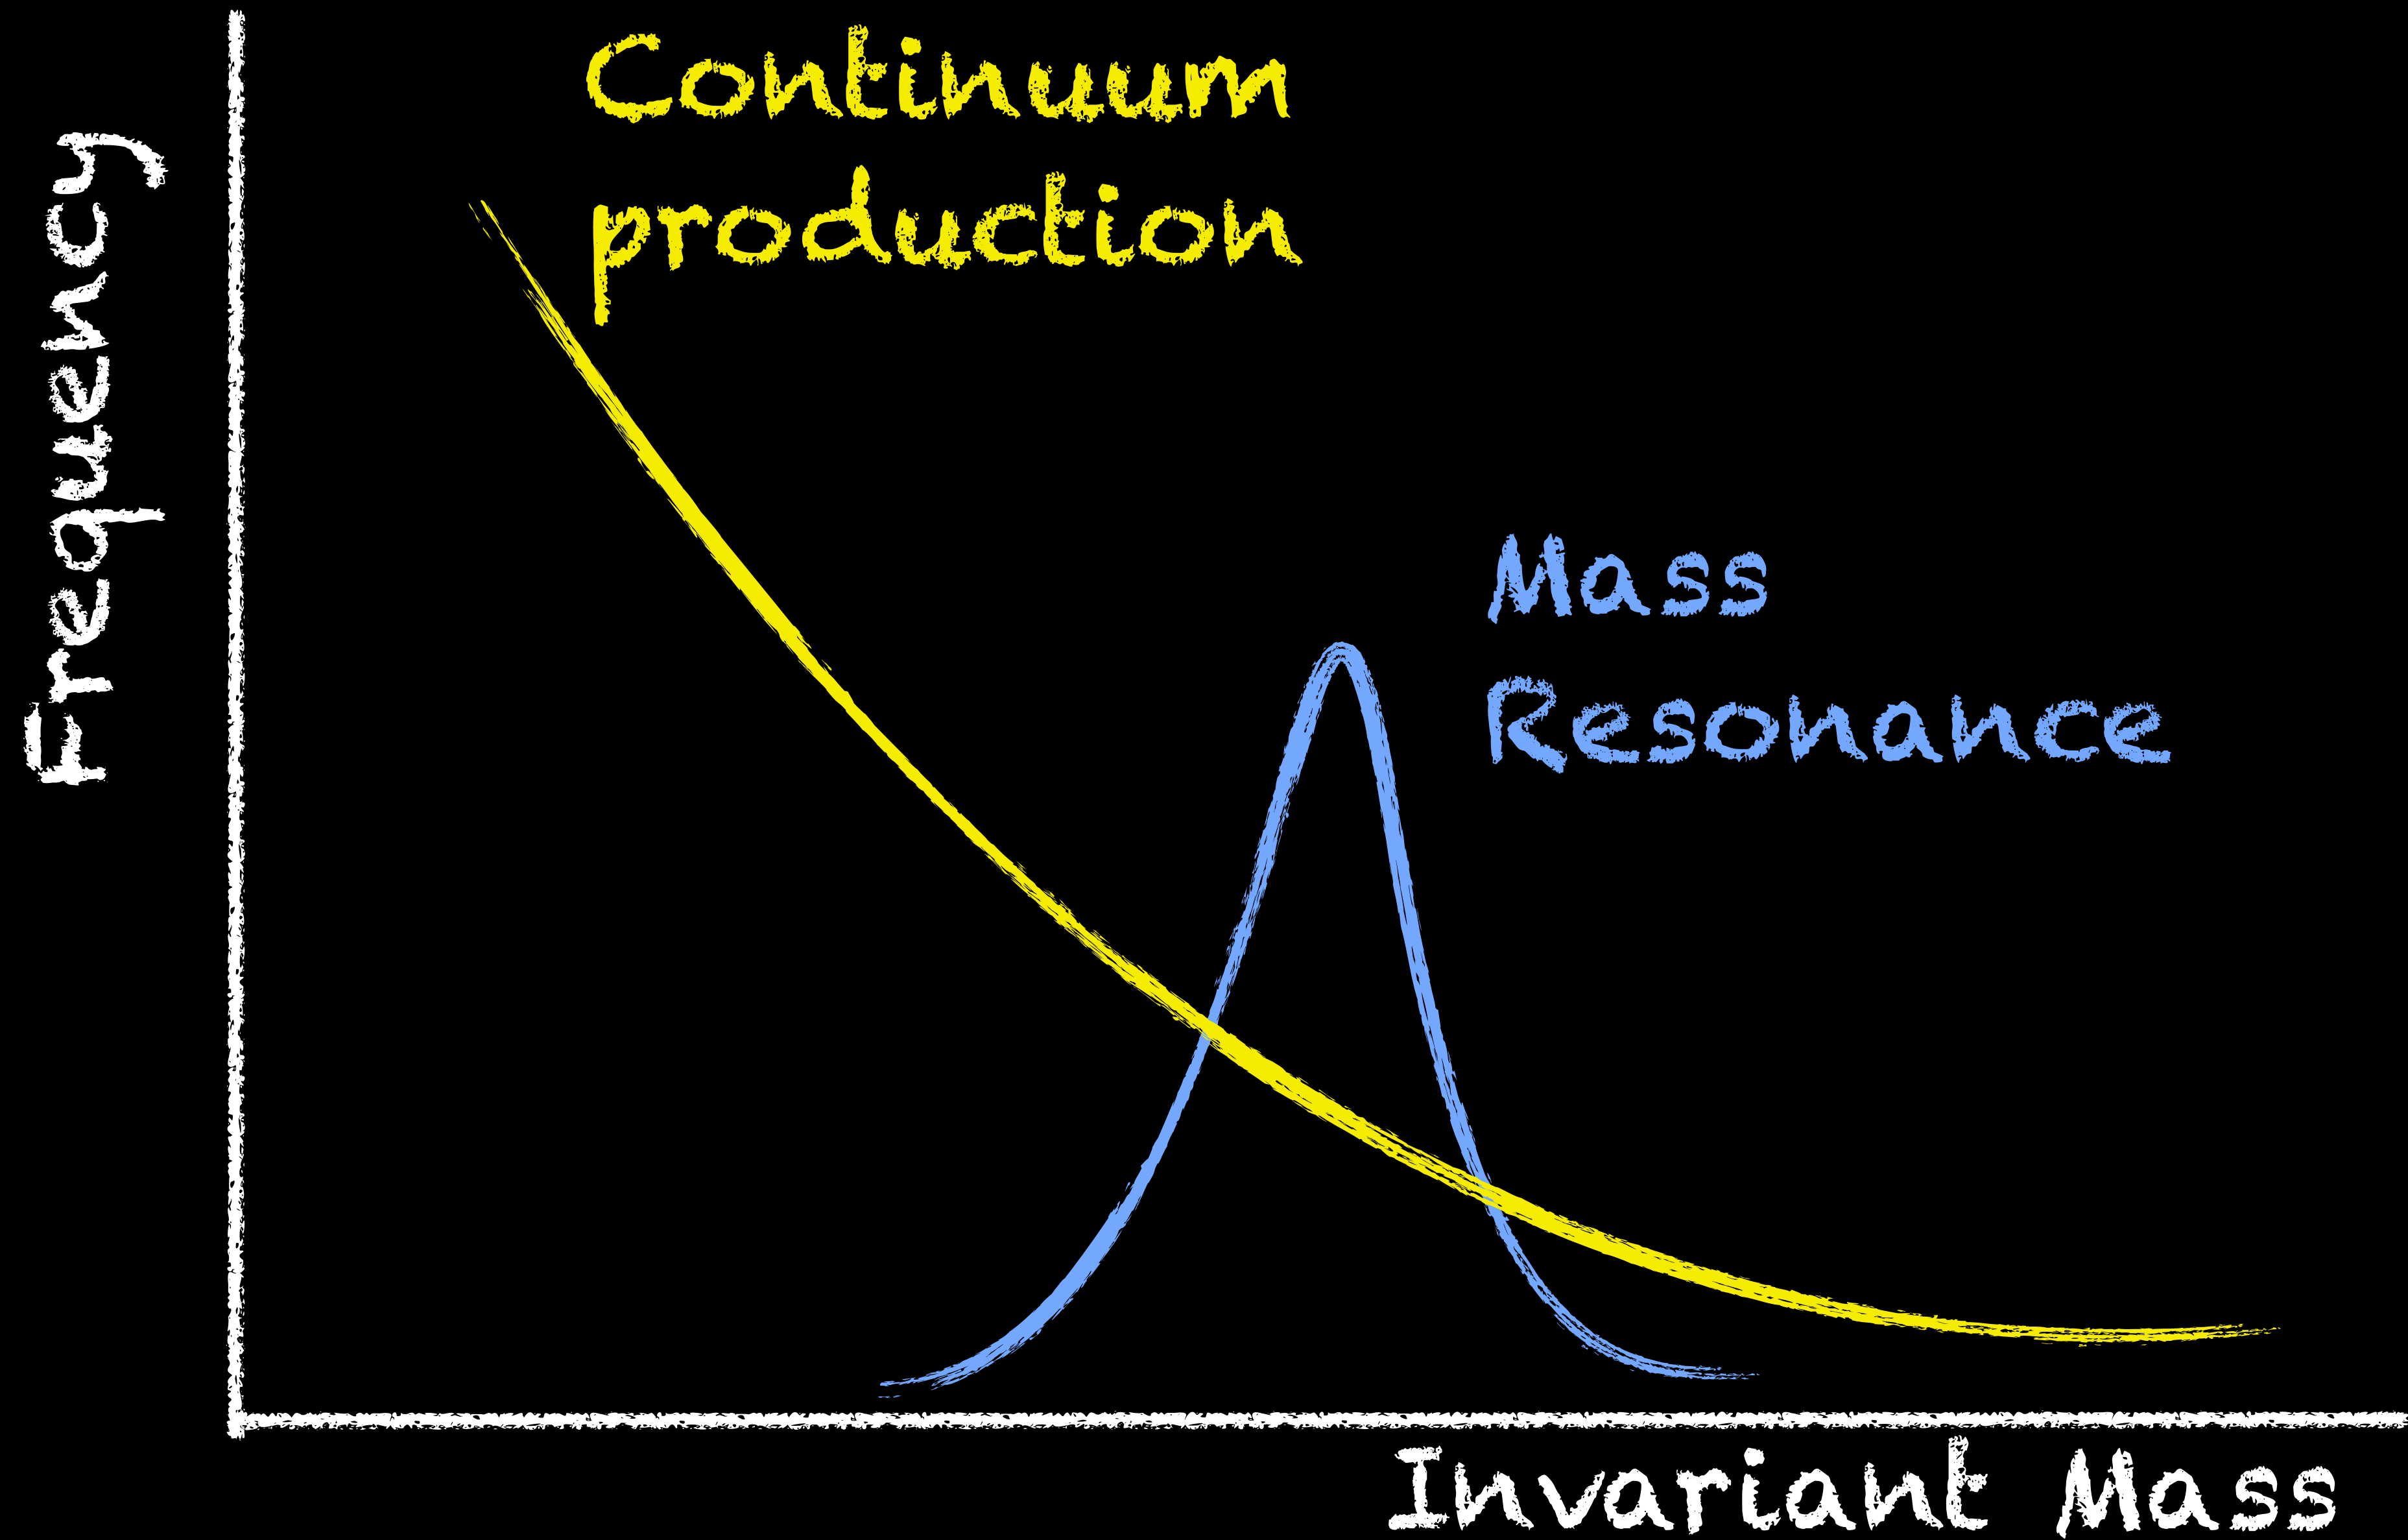 Continuum
production
Frequency
Mass
Resonance
Invariant Mass